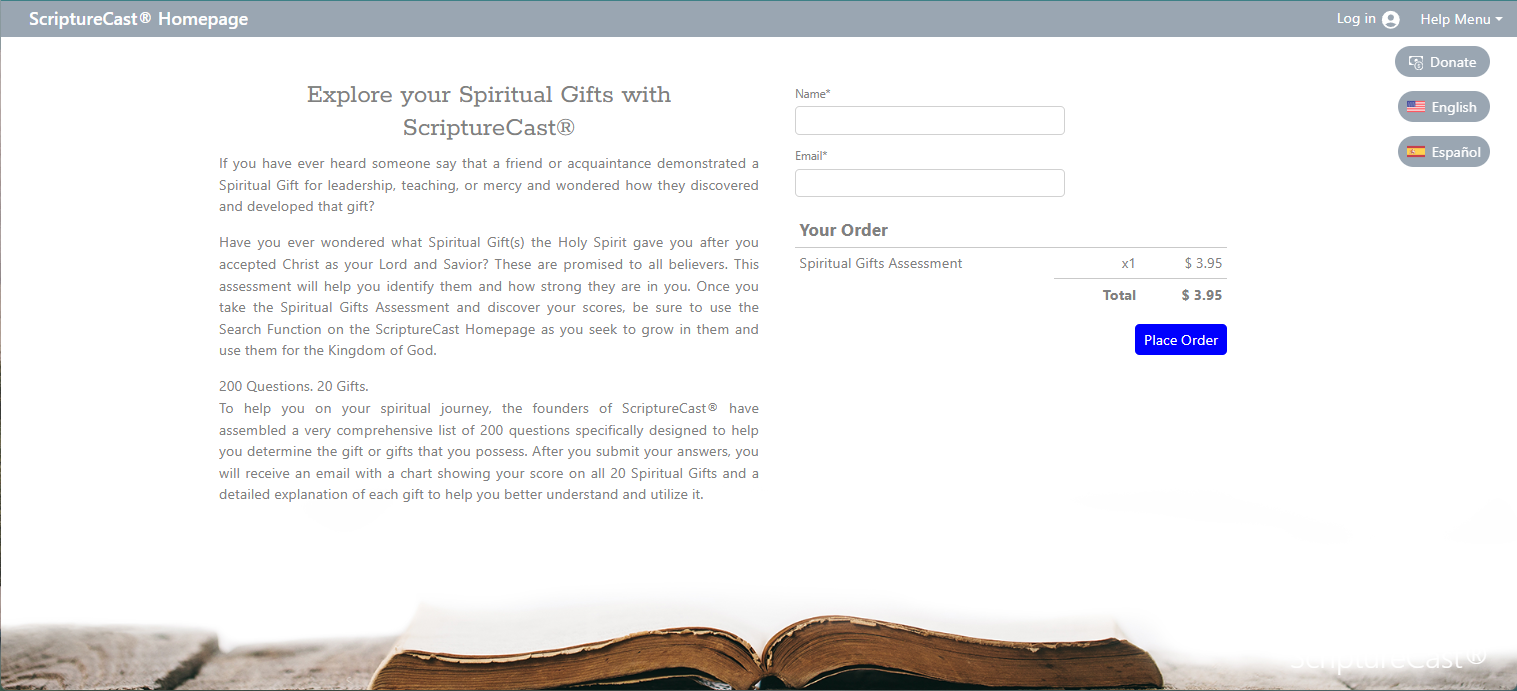 ScriptureCast® Homepage
Log in
Help Menu
Donate
English
Español
Explore your Spiritual Gifts with
ScriptureCast®
If you have ever heard someone say that a friend or acquaintance demonstrated a
Spiritual Gift for leadership, teaching, or mercy and wondered how they discovered
and developed that gift?
Have you ever wondered what Spiritual Gift(s) the Holy Spirit gave you after you
accepted Christ as your Lord and Savior? These are promised to all believers. This
assessment will help you identify them and how strong they are in you. Once you
take the Spiritual Gifts Assessment and discover your scores, be sure to use the
Search Function on the ScriptureCast Homepage as you seek to grow in them and
use them for the Kingdom of God.
200 Questions. 20 Gifts.
To help you on your spiritual journey, the founders of ScriptureCast® have
assembled a very comprehensive list of 200 questions specifically designed to help
you determine the gift or gifts that you possess. After you submit your answers, you
will receive an email with a chart showing your score on all 20 Spiritual Gifts and a
detailed explanation of each gift to help you better understand and utilize it.
Name*
Email*
Your Order
Spiritual Gifts Assessment x1 $ 3.95
Total $ 3.95
Place Order
ScriptureCast®